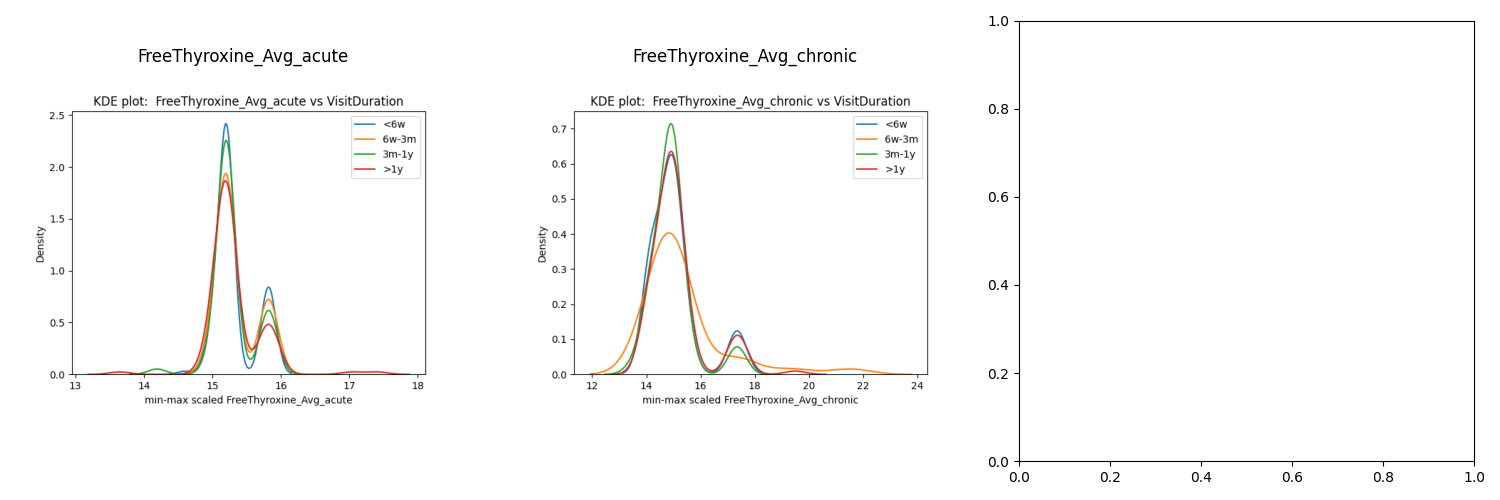 FreeThyroxine_Avg_acute
KDE plot:  FreeThyroxine_Avg_acute vs VisitDuration
2.5
2.0
1.5
1.0
0.5
0.0
Density
<6w
6w-3m
3m-1y
>1y
13 14 15 16 17 18
min-max scaled FreeThyroxine_Avg_acute
FreeThyroxine_Avg_chronic
KDE plot:  FreeThyroxine_Avg_chronic vs VisitDuration
0.7
0.6
0.5
0.4
0.3
0.2
0.1
0.0
Density
<6w
6w-3m
3m-1y
>1y
12 14 16 18 20 22 24
min-max scaled FreeThyroxine_Avg_chronic
1.0
0.8
0.6
0.4
0.2
0.0
0.0 0.2 0.4 0.6 0.8 1.0